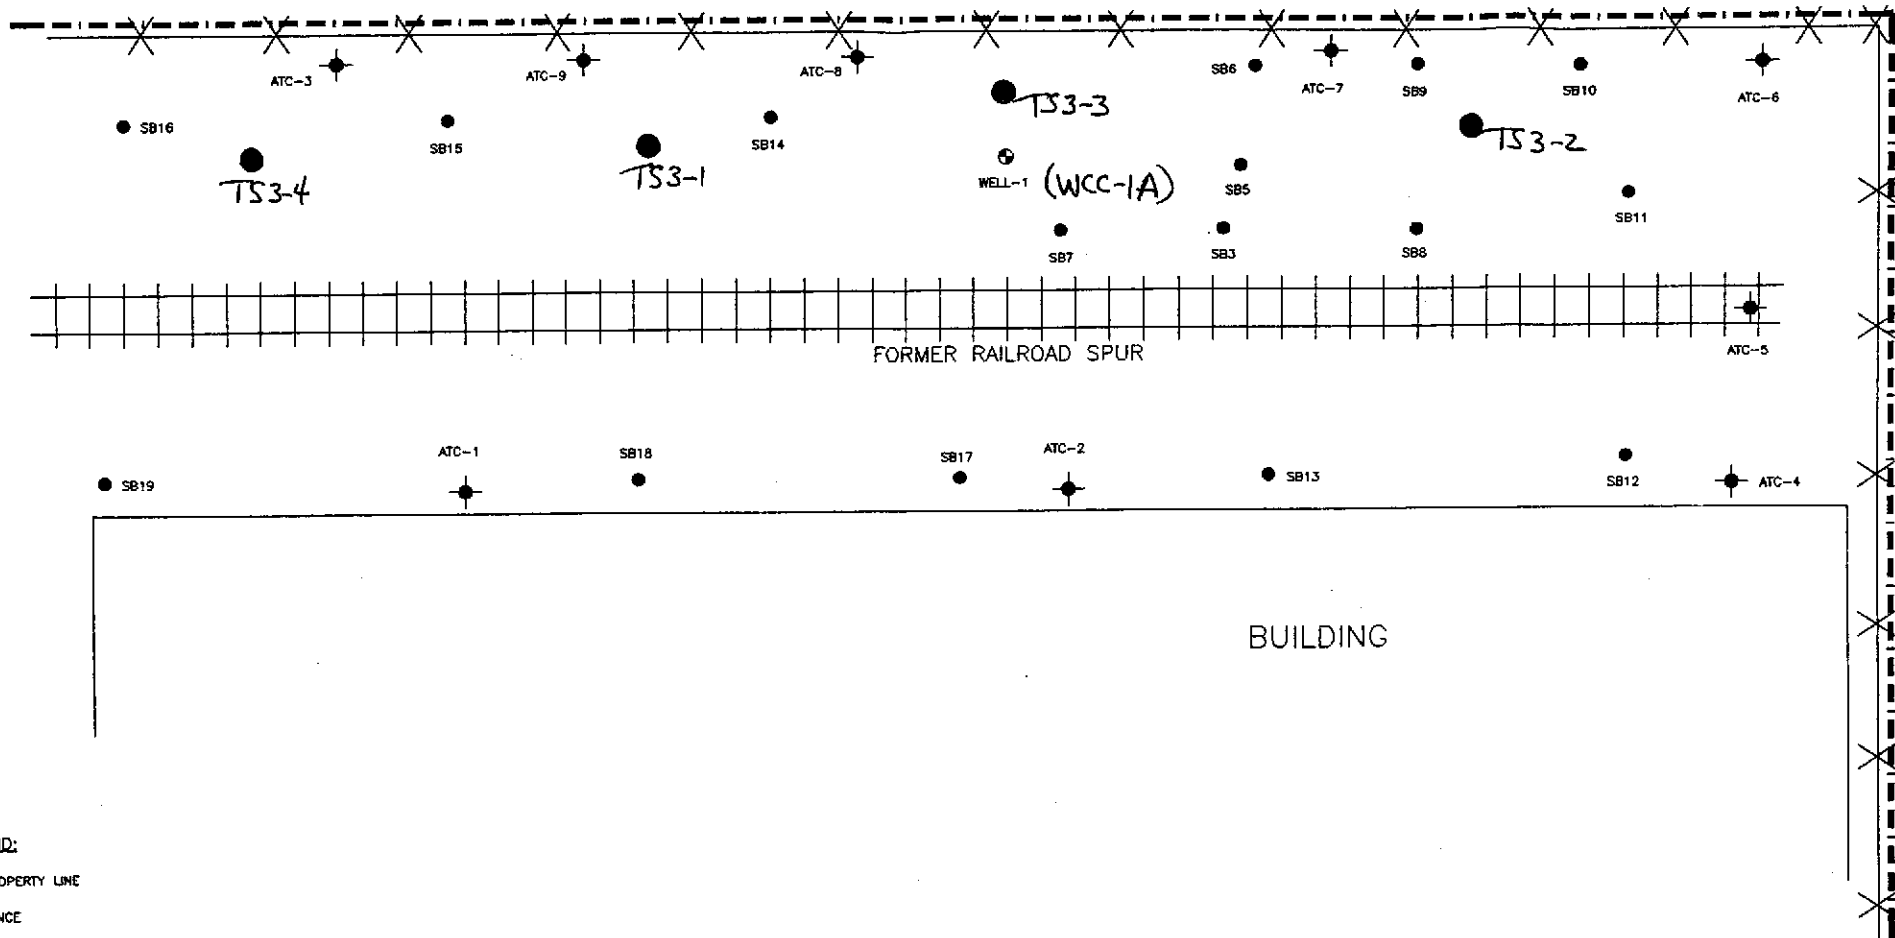 ATC-3
ATC-9
ATC-8
SB6
ATC-7
SB9
SB10
ATC-6
SB16
TS3-4
SB15
TS3-1
SB14
TS3-3
WELL-1 (WCC-1A)
SB5
TS3-2
SB11
SB7
SB3
SB8
FORMER RAILROAD SPUR
ATC-5
SB19
ATC-1
SB18
SB17
ATC-2
SB13
SB12
ATC-4
BUILDING
D:
OPERTY LINE
NCE